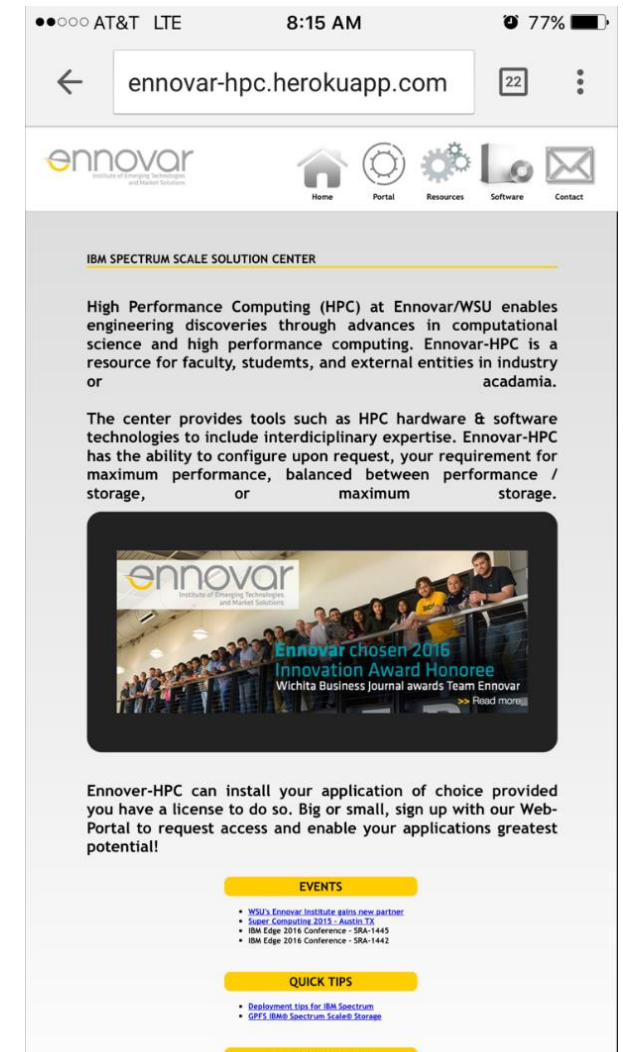 AT&T LTE 8:15 AM 77%
ennovar-hpc.herokuapp.com 22
ennovar
Institute of Emerging Technologies
and Market Solutions
Home Portal Resources Software Contact
IBM SPECTRUM SCALE SOLUTION CENTER
High Performance Computing (HPC) at Ennovar/WSU enables
engineering discoveries through advances in computational
science and high performance computing. Ennovar-HPC is a
resource for faculty, studemts, and external entities in industry
or acadamia.
The center provides tools such as HPC hardware & software
technologies to include interdiciplinary expertise. Ennovar-HPC
has the ability to configure upon request, your requirement for
maximum performance, balanced between performance /
storage, or maximum storage.
ennovar
Institute of Emerging Technologies
and Market Solutions
Ennovar chosen 2016
Innovation Award Honoree
Wichita Business Journal awards Team Ennovar
>> Read more
Ennover-HPC can install your application of choice provided
you have a license to do so. Big or small, sign up with our Web-
Portal to request access and enable your applications greatest
potential!
EVENTS
• WSU's Ennovar Institute gains new partner
• Super Computing 2015 - Austin TX
• IBM Edge 2016 Conference - SRA-1445
• IBM Edge 2016 Conference - SRA-1442
QUICK TIPS
• Deployment tips for IBM Spectrum
• GPFS IBM® Spectrum Scale® Storage